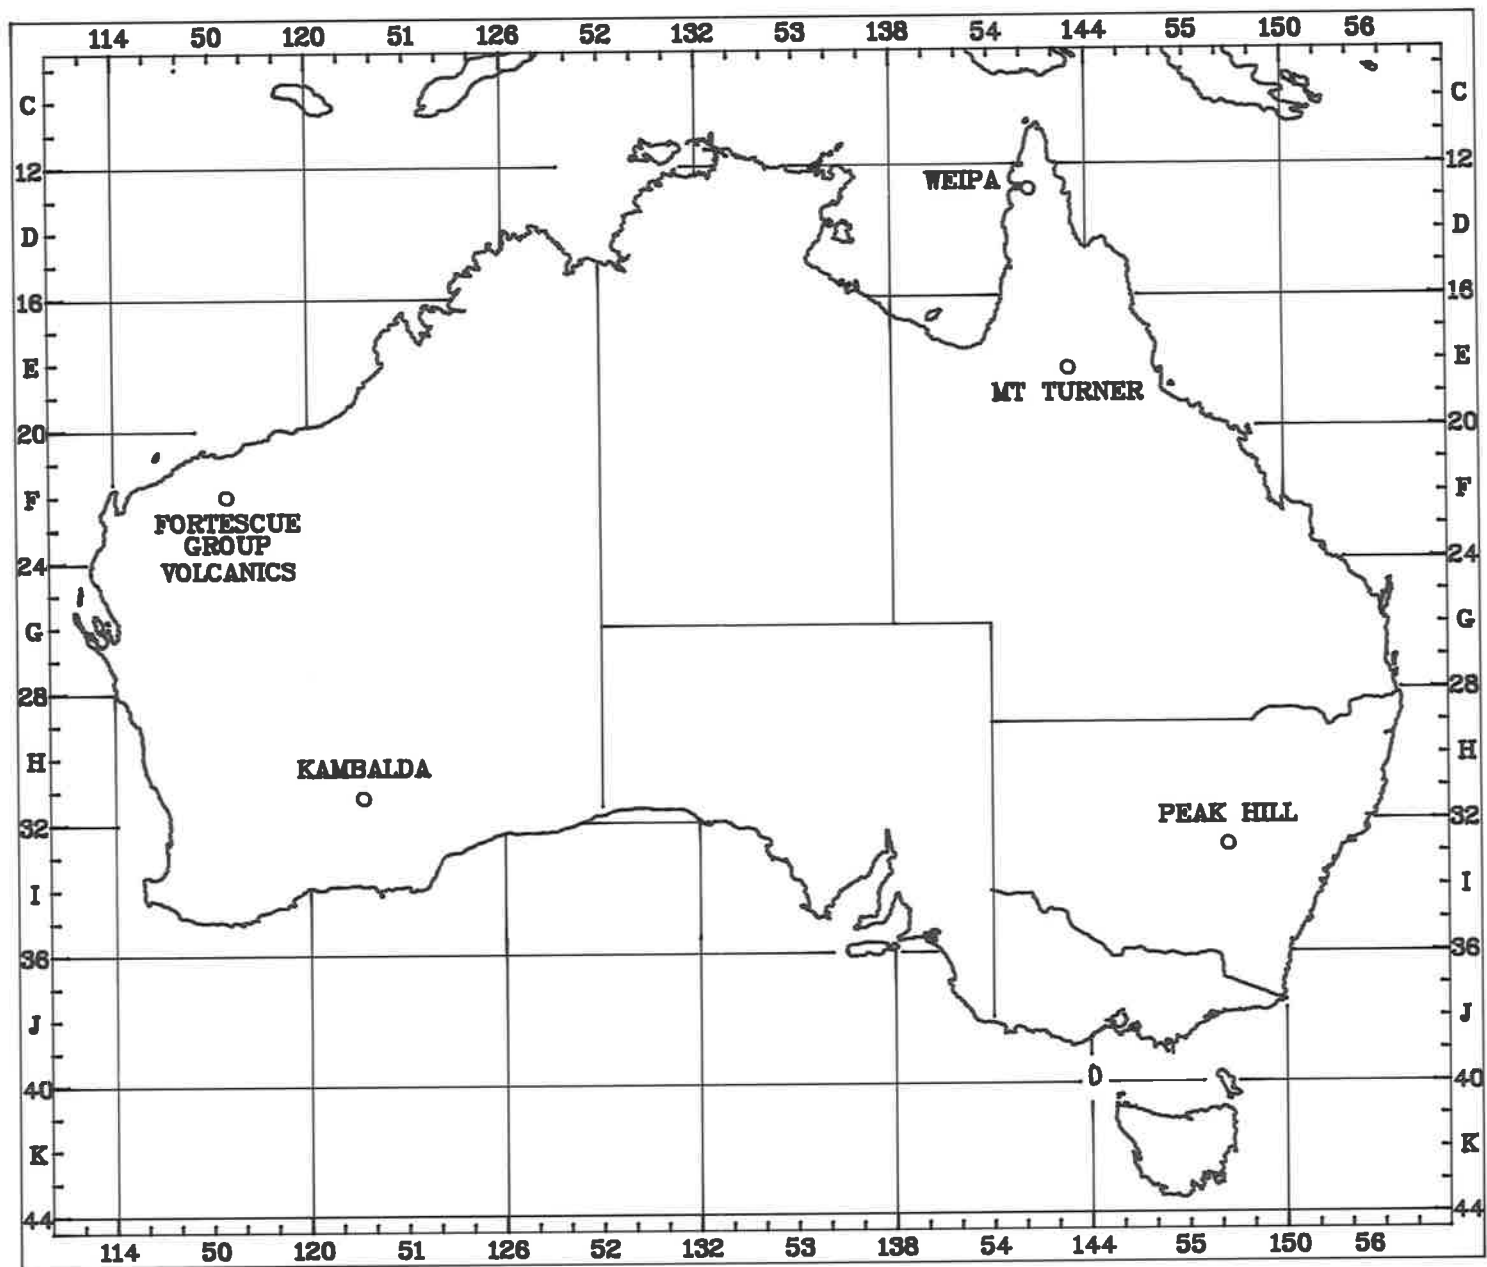 114 50 120 51 126 52 132 53 138 54 144 55 150 56
C C
12 12
WEIPA
D D
16 16
E E
MT TURNER
20 20
F F
FORTESCUE
GROUP
VOLCANICS
24 24
G G
28 28
H H
KAMBALDA
PEAK HILL
32 32
I I
36 36
J J
40 40
K K
44 44
114 50 120 51 126 52 132 53 138 54 144 55 150 56